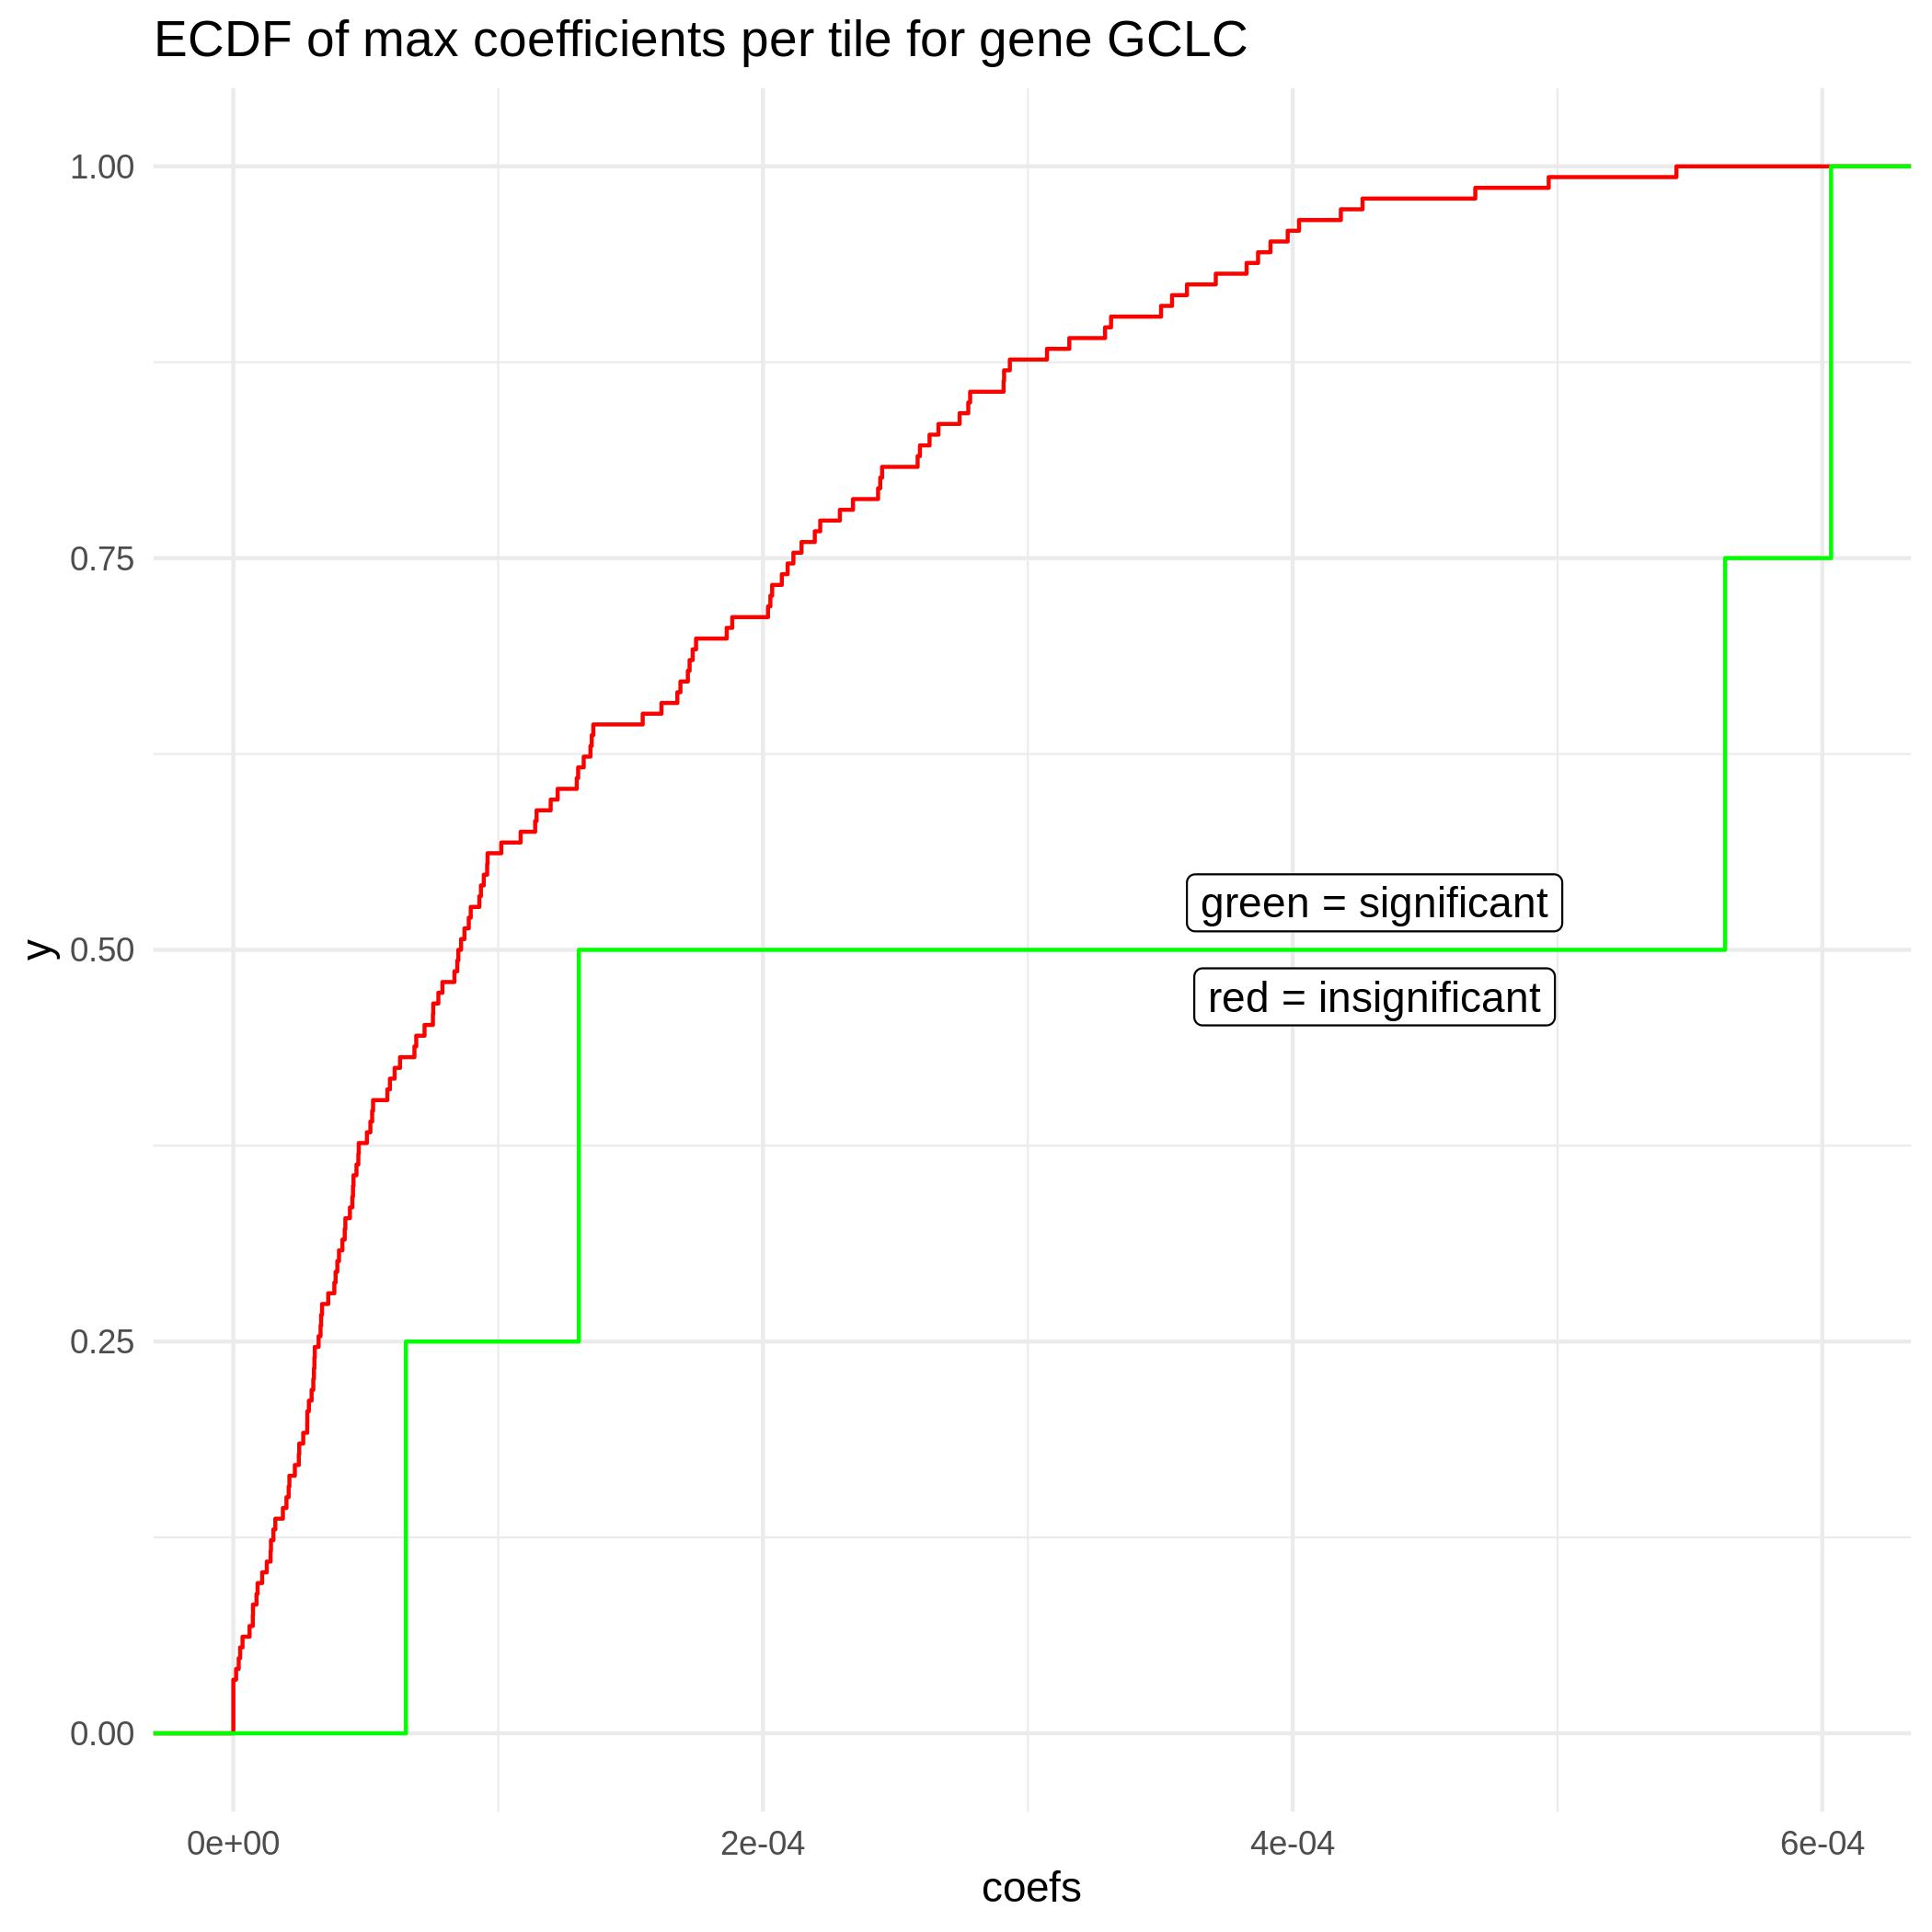 ECDF of max coefficients per tile for gene GCLC
1.00
0.75
0.50
0.25
0.00
y
green = significant
red = insignificant
0e+00
2e-04
4e-04
6e-04
coefs